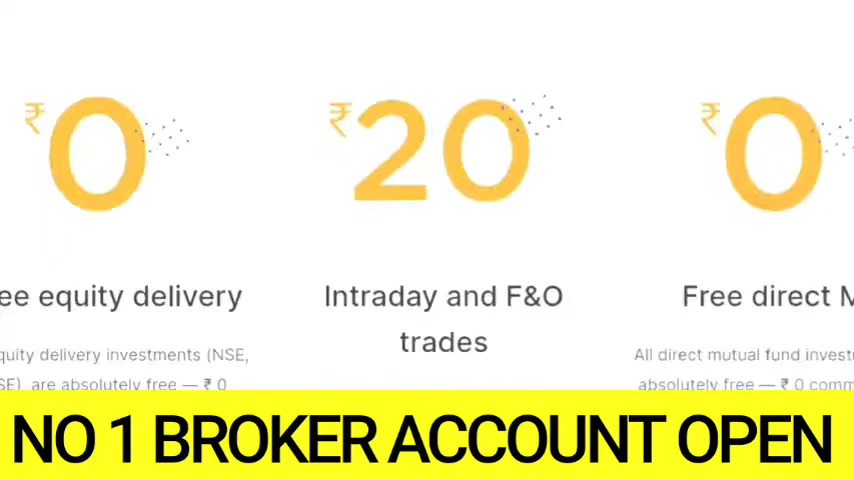 ₹0
₹20
₹0
ee equity delivery
Intraday and F&O
trades
Free direct M
quity delivery investments (NSE,
SE), are absolutely free — ₹ 0
All direct mutual fund invest
absolutely free — ₹ 0 comm
NO 1 BROKER ACCOUNT OPEN